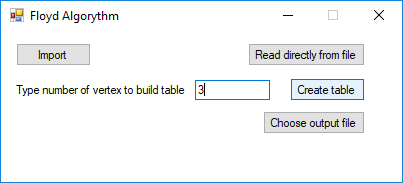 Floyd Algorythm
Import
Read directly from file
Type number of vertex to build table
3
Create table
Choose output file